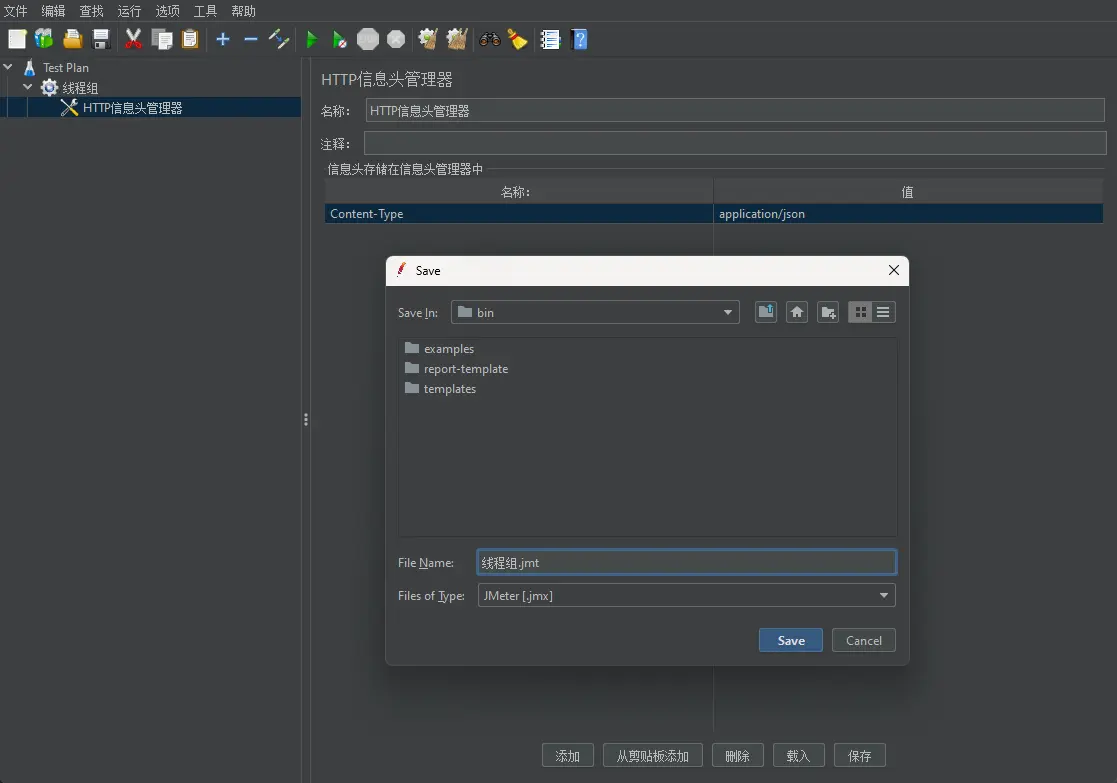 文件 编辑 查找 运行 选项 工具 帮助
Test Plan
线程组
HTTP信息头管理器
HTTP信息头管理器
名称： HTTP信息头管理器
注释：
信息头存储在信息头管理器中
名称： 值
Content-Type application/json
Save
Save In: bin
examples
report-template
templates
File Name: 线程组.jmt
Files of Type: JMeter [.jmx]
Save Cancel
添加 从剪贴板添加 删除 载入 保存